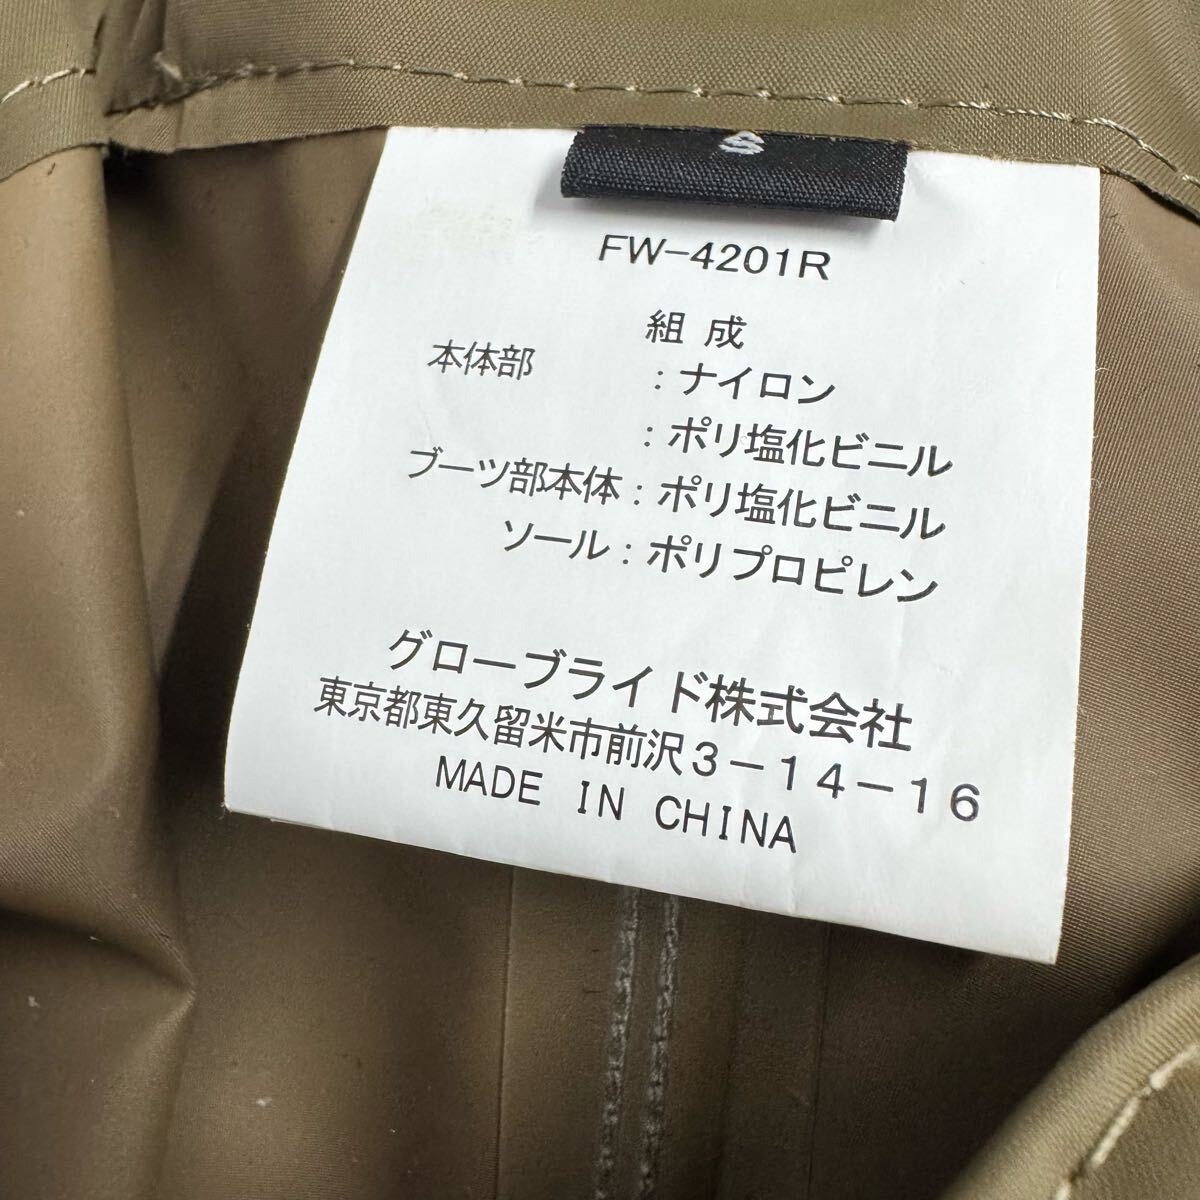 S
FW-4201R
組 成
本体部 : ナイロン
: ポリ塩化ビニル
ブーツ部本体 : ポリ塩化ビニル
ソール : ポリプロピレン
グローブライド株式会社
東京都東久留米市前沢3-14-16
MADE IN CHINA